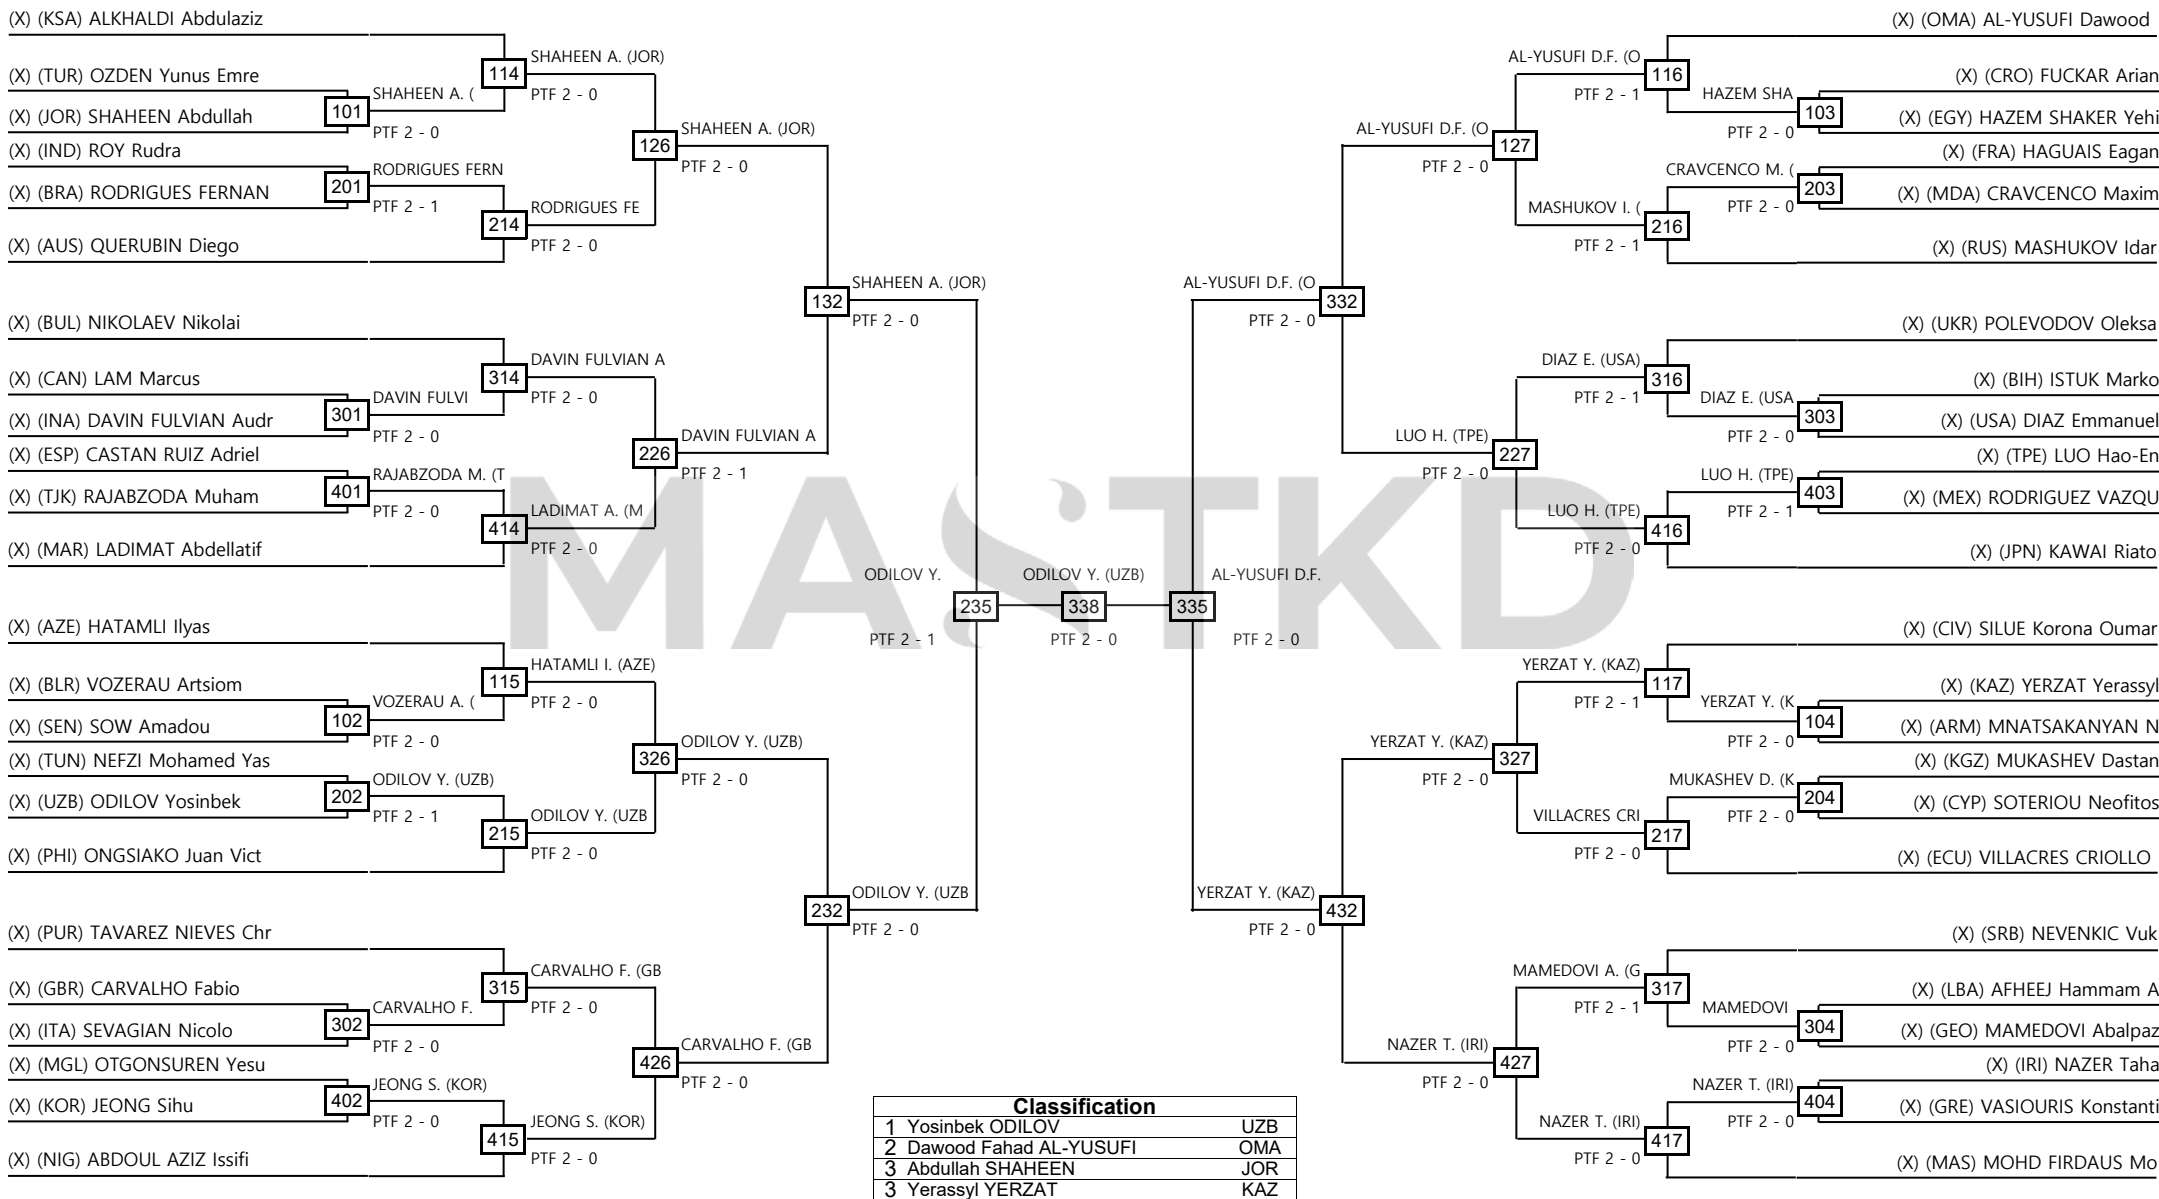 (X) (KSA) ALKHALDI Abdulaziz
(X) (TUR) OZDEN Yunus Emre
(X) (JOR) SHAHEEN Abdullah
(X) (IND) ROY Rudra
(X) (BRA) RODRIGUES FERNAN
(X) (AUS) QUERUBIN Diego
(X) (BUL) NIKOLAEV Nikolai
(X) (CAN) LAM Marcus
(X) (INA) DAVIN FULVIAN Audr
(X) (ESP) CASTAN RUIZ Adriel
(X) (TJK) RAJABZODA Muham
(X) (MAR) LADIMAT Abdellatif
(X) (AZE) HATAMLI Ilyas
(X) (BLR) VOZERAU Artsiom
(X) (SEN) SOW Amadou
(X) (TUN) NEFZI Mohamed Yas
(X) (UZB) ODILOV Yosinbek
(X) (PHI) ONGSIAKO Juan Vict
(X) (PUR) TAVAREZ NIEVES Chr
(X) (GBR) CARVALHO Fabio
(X) (ITA) SEVAGIAN Nicolo
(X) (MGL) OTGONSUREN Yesu
(X) (KOR) JEONG Sihu
(X) (NIG) ABDOUL AZIZ Issifi
101
SHAHEEN A. (
PTF 2 - 0
201
RODRIGUES FERN
PTF 2 - 1
301
DAVIN FULVI
PTF 2 - 0
401
RAJABZODA M. (T
PTF 2 - 0
102
VOZERAU A. (
PTF 2 - 0
202
ODILOV Y. (UZB)
PTF 2 - 1
302
CARVALHO F.
PTF 2 - 0
402
JEONG S. (KOR)
PTF 2 - 0
114
SHAHEEN A. (JOR)
PTF 2 - 0
214
RODRIGUES FE
PTF 2 - 0
314
DAVIN FULVIAN A
PTF 2 - 0
414
LADIMAT A. (M
PTF 2 - 0
115
HATAMLI I. (AZE)
PTF 2 - 0
215
ODILOV Y. (UZB
PTF 2 - 0
315
CARVALHO F. (GB
PTF 2 - 0
415
JEONG S. (KOR)
PTF 2 - 0
126
SHAHEEN A. (JOR)
PTF 2 - 0
226
DAVIN FULVIAN A
PTF 2 - 1
326
ODILOV Y. (UZB)
PTF 2 - 0
426
CARVALHO F. (GB
PTF 2 - 0
132
SHAHEEN A. (JOR)
PTF 2 - 0
232
ODILOV Y. (UZB
PTF 2 - 0
ODILOV Y.
235
PTF 2 - 1
ODILOV Y. (UZB)
338
PTF 2 - 0
AL-YUSUFI D.F.
335
PTF 2 - 0
MASTKD
AL-YUSUFI D.F. (O
332
PTF 2 - 0
YERZAT Y. (KAZ)
432
PTF 2 - 0
AL-YUSUFI D.F. (O
127
PTF 2 - 0
LUO H. (TPE)
227
PTF 2 - 0
YERZAT Y. (KAZ)
327
PTF 2 - 0
NAZER T. (IRI)
427
PTF 2 - 0
AL-YUSUFI D.F. (O
116
PTF 2 - 1
MASHUKOV I. (
216
PTF 2 - 1
DIAZ E. (USA)
316
PTF 2 - 1
LUO H. (TPE)
416
PTF 2 - 0
YERZAT Y. (KAZ)
117
PTF 2 - 1
VILLACRES CRI
217
PTF 2 - 0
MAMEDOVI A. (G
317
PTF 2 - 1
NAZER T. (IRI)
417
PTF 2 - 0
HAZEM SHA
103
PTF 2 - 0
CRAVCENCO M. (
203
PTF 2 - 0
DIAZ E. (USA
303
PTF 2 - 0
LUO H. (TPE)
403
PTF 2 - 1
YERZAT Y. (K
104
PTF 2 - 0
MUKASHEV D. (K
204
PTF 2 - 0
MAMEDOVI
304
PTF 2 - 0
NAZER T. (IRI)
404
PTF 2 - 0
(X) (OMA) AL-YUSUFI Dawood
(X) (CRO) FUCKAR Arian
(X) (EGY) HAZEM SHAKER Yehi
(X) (FRA) HAGUAIS Eagan
(X) (MDA) CRAVCENCO Maxim
(X) (RUS) MASHUKOV Idar
(X) (UKR) POLEVODOV Oleksa
(X) (BIH) ISTUK Marko
(X) (USA) DIAZ Emmanuel
(X) (TPE) LUO Hao-En
(X) (MEX) RODRIGUEZ VAZQU
(X) (JPN) KAWAI Riato
(X) (CIV) SILUE Korona Oumar
(X) (KAZ) YERZAT Yerassyl
(X) (ARM) MNATSAKANYAN N
(X) (KGZ) MUKASHEV Dastan
(X) (CYP) SOTERIOU Neofitos
(X) (ECU) VILLACRES CRIOLLO
(X) (SRB) NEVENKIC Vuk
(X) (LBA) AFHEEJ Hammam A
(X) (GEO) MAMEDOVI Abalpaz
(X) (IRI) NAZER Taha
(X) (GRE) VASIOURIS Konstanti
(X) (MAS) MOHD FIRDAUS Mo
Classification
1 Yosinbek ODILOV UZB
2 Dawood Fahad AL-YUSUFI OMA
3 Abdullah SHAHEEN JOR
3 Yerassyl YERZAT KAZ